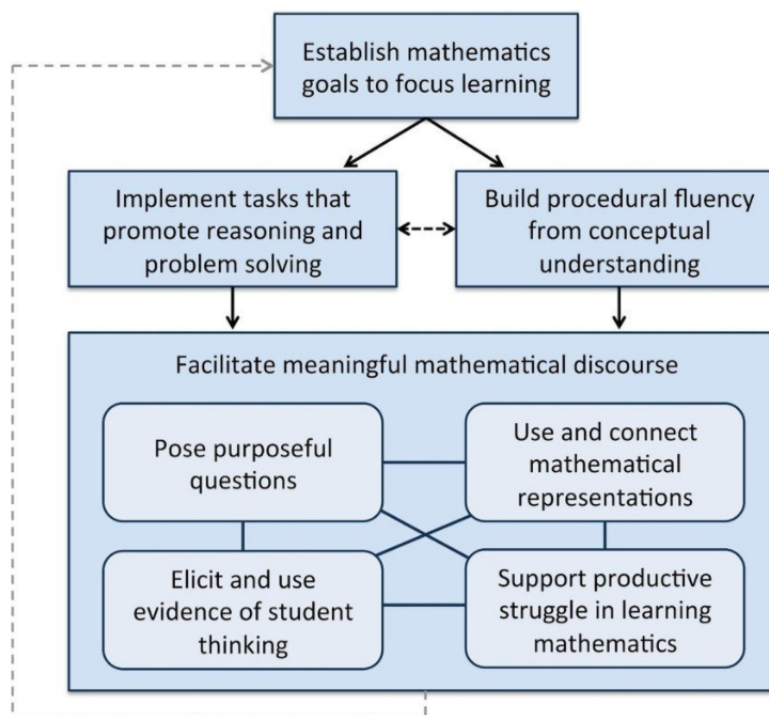 Establish mathematics
goals to focus learning
Implement tasks that
promote reasoning and
problem solving
Build procedural fluency
from conceptual
understanding
Facilitate meaningful mathematical discourse
Pose purposeful
questions
Use and connect
mathematical
representations
Elicit and use
evidence of student
thinking
Support productive
struggle in learning
mathematics